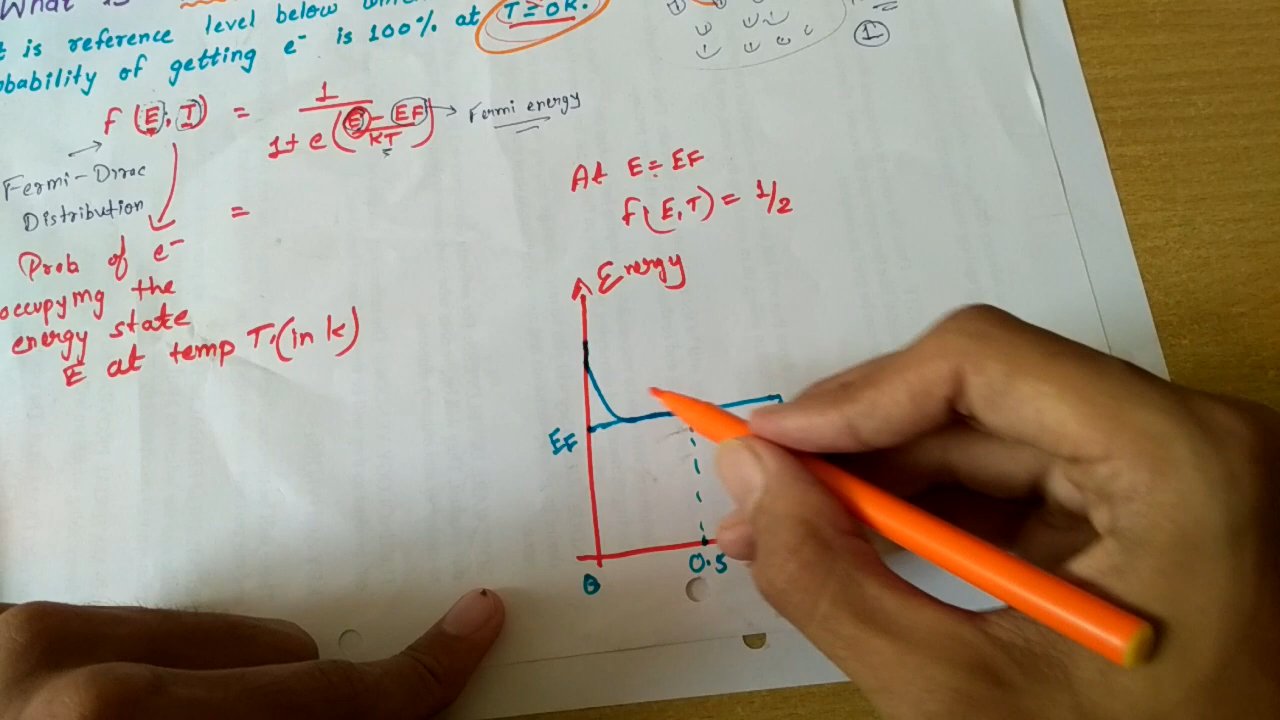 What is
t is reference level below
obability of getting e⁻ is 100% at T = 0K.
①
f (E, T) = 1 / 1 + e (E - EF / KT) → Fermi energy
Fermi-Dirac
Distribution
=
Prob of e⁻
occupying the
energy state
E at temp T. (in k)
At E = EF
f(E, T) = 1/2
Energy
EF
0
0.5